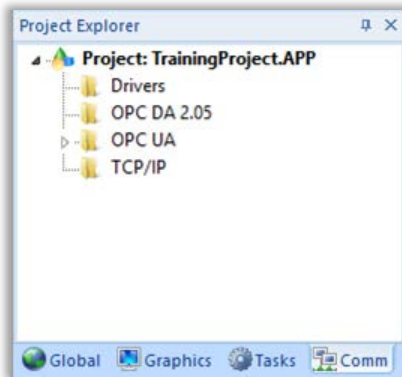 Project Explorer
Project: TrainingProject.APP
Drivers
OPC DA 2.05
OPC UA
TCP/IP
Global Graphics Tasks Comm